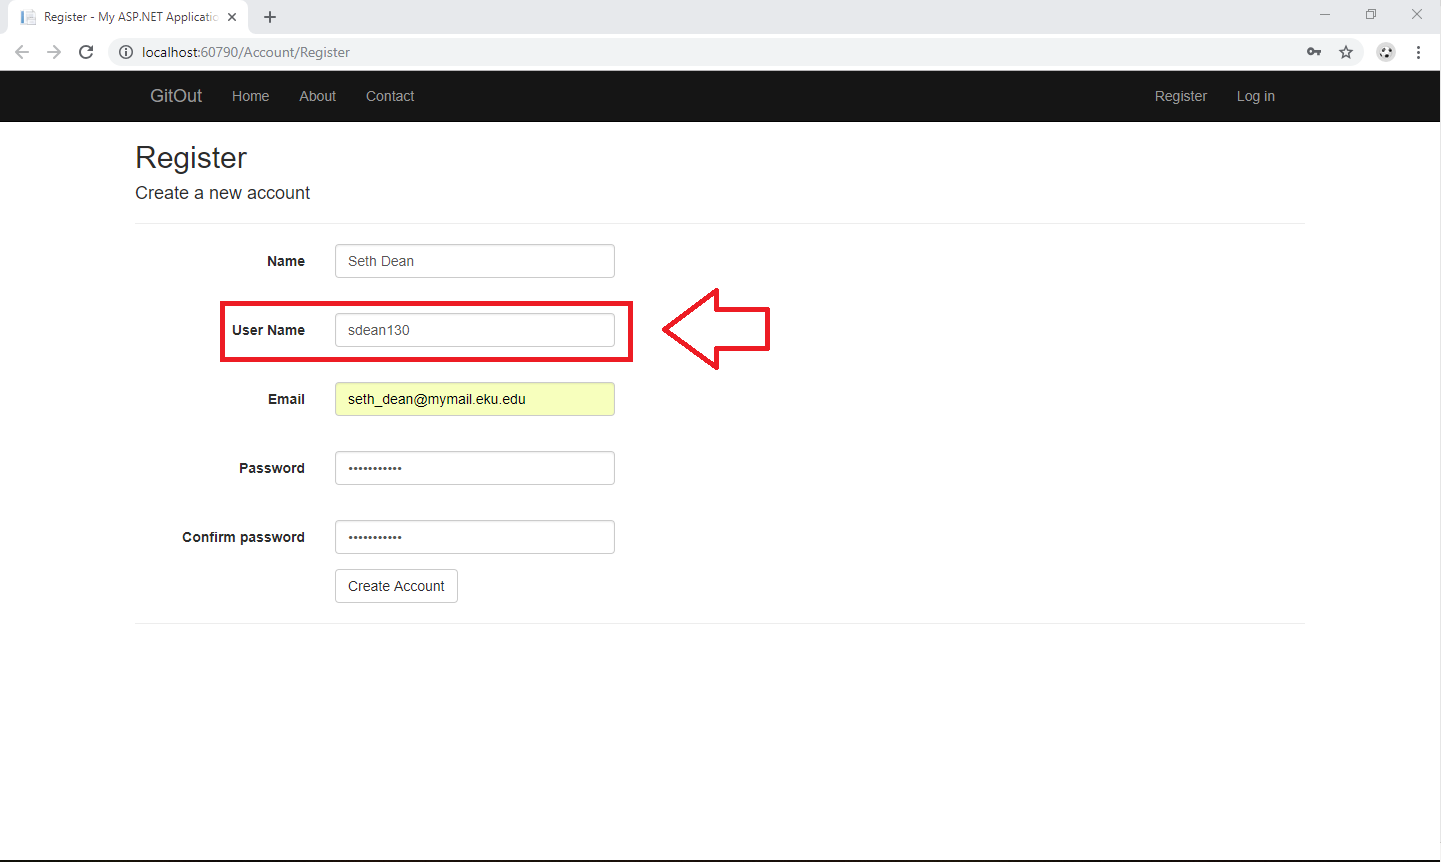 Register - My ASP.NET Applicatio
localhost:60790/Account/Register
GitOut Home About Contact Register Log in
Register
Create a new account
Name Seth Dean
User Name sdean130
Email seth_dean@mymail.eku.edu
Password •••••••••••
Confirm password •••••••••••
Create Account